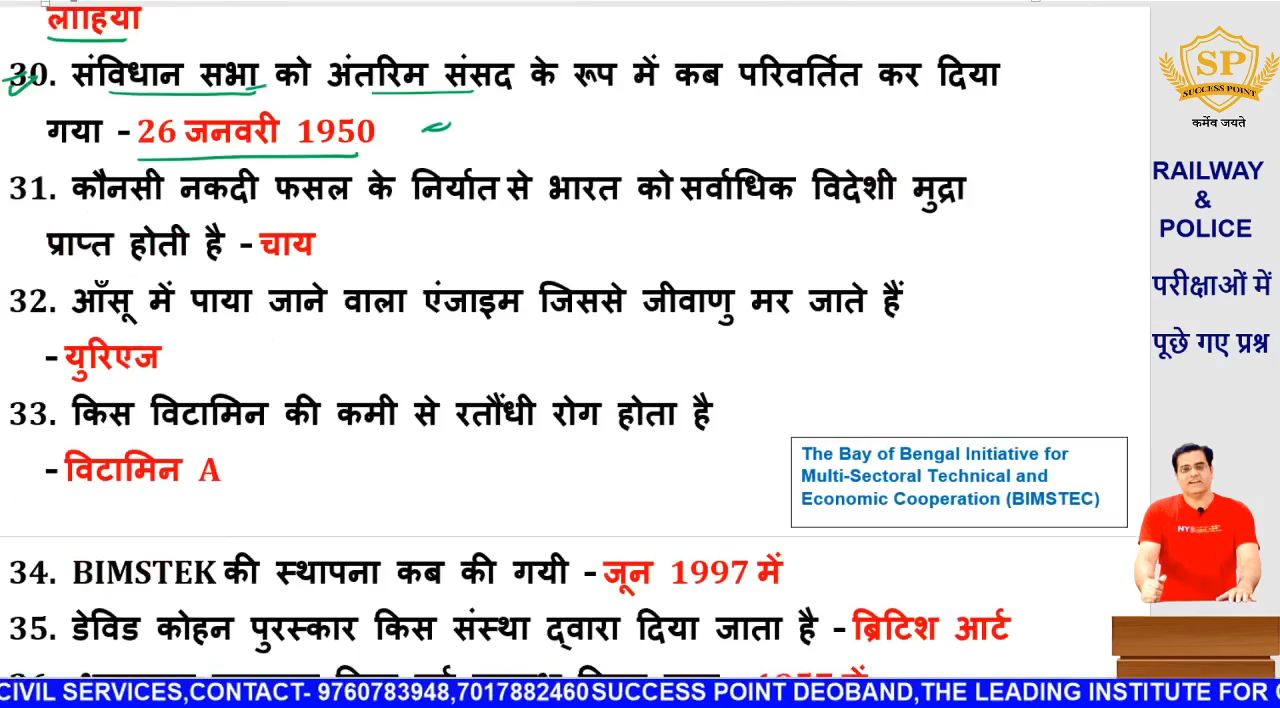 लोहिया
30. संविधान सभा को अंतरिम संसद के रूप में कब परिवर्तित कर दिया
गया - 26 जनवरी 1950
31. कौनसी नकदी फसल के निर्यात से भारत को सर्वाधिक विदेशी मुद्रा
प्राप्त होती है - चाय
32. आँसू में पाया जाने वाला एंजाइम जिससे जीवाणु मर जाते हैं
- युरिएज
33. किस विटामिन की कमी से रतौंधी रोग होता है
- विटामिन A
The Bay of Bengal Initiative for
Multi-Sectoral Technical and
Economic Cooperation (BIMSTEC)
34. BIMSTEK की स्थापना कब की गयी - जून 1997 में
35. डेविड कोहन पुरस्कार किस संस्था द्वारा दिया जाता है - ब्रिटिश आर्ट
SP
SUCCESS POINT
कर्मेव जयते
RAILWAY
&
POLICE
परीक्षाओं में
पूछे गए प्रश्न
CIVIL SERVICES,CONTACT- 9760783948,7017882460 SUCCESS POINT DEOBAND,THE LEADING INSTITUTE FOR